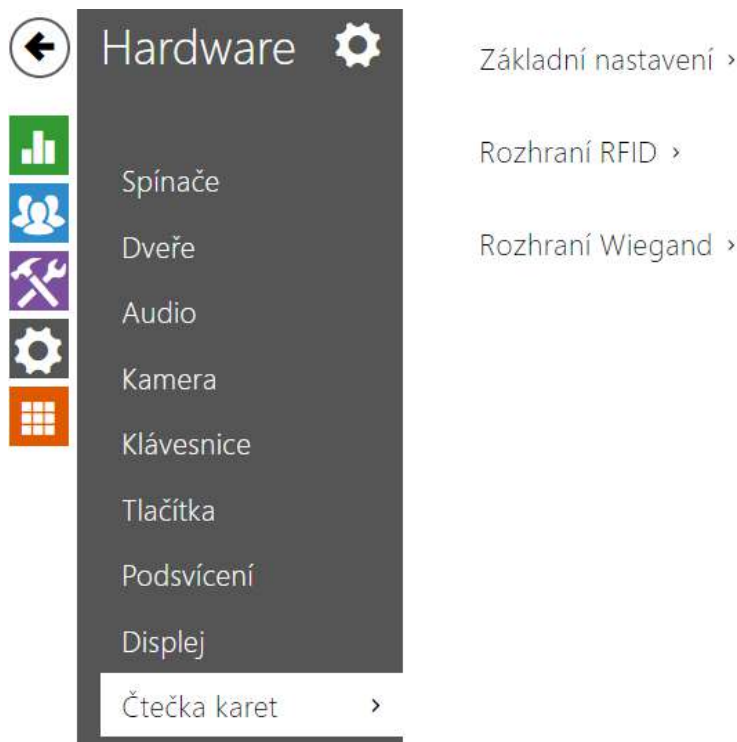 Hardware
Spínače
Dveře
Audio
Kamera
Klávesnice
Tlačítka
Podsvícení
Displej
Čtečka karet ›
Základní nastavení ›
Rozhraní RFID ›
Rozhraní Wiegand ›